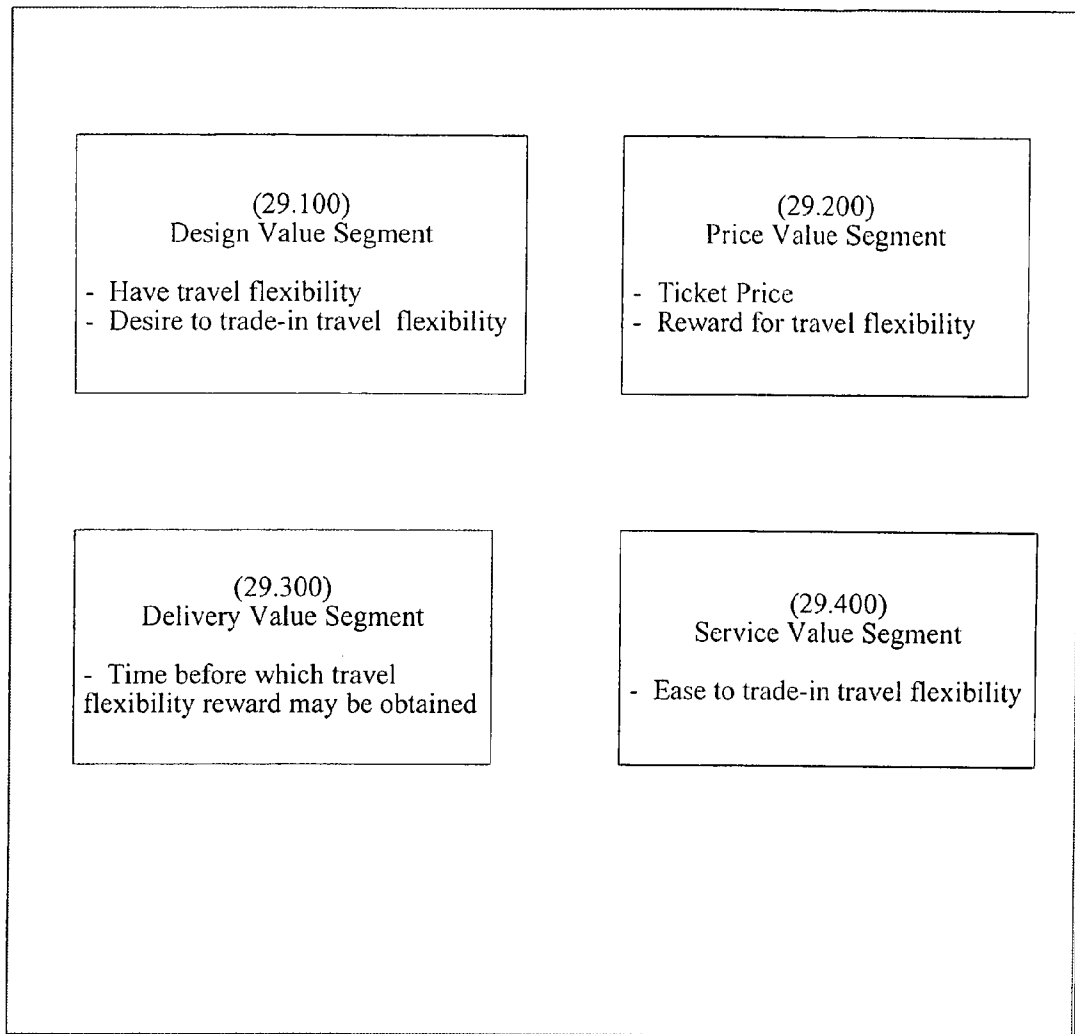 (29.100)
Design Value Segment
- Have travel flexibility
- Desire to trade-in travel flexibility
(29.200)
Price Value Segment
- Ticket Price
- Reward for travel flexibility
(29.300)
Delivery Value Segment
- Time before which travel
flexibility reward may be obtained
(29.400)
Service Value Segment
- Ease to trade-in travel flexibility